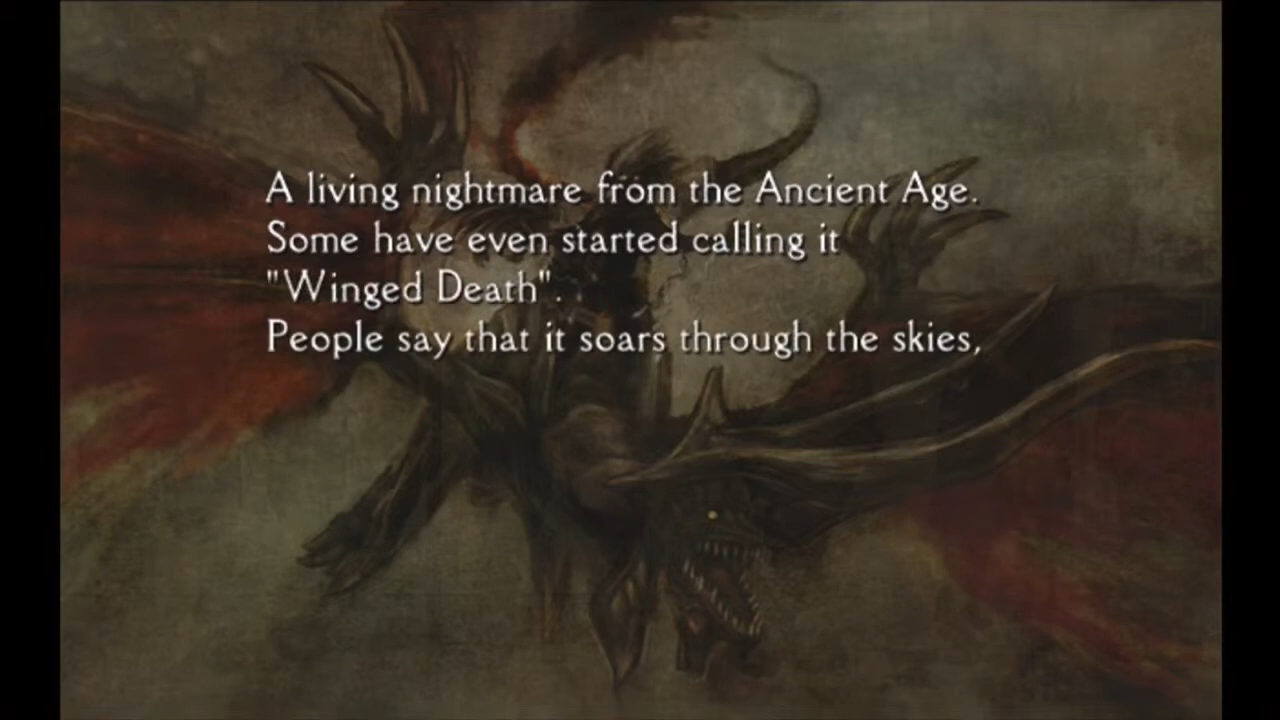 A living nightmare from the Ancient Age.
Some have even started calling it
"Winged Death".
People say that it soars through the skies,